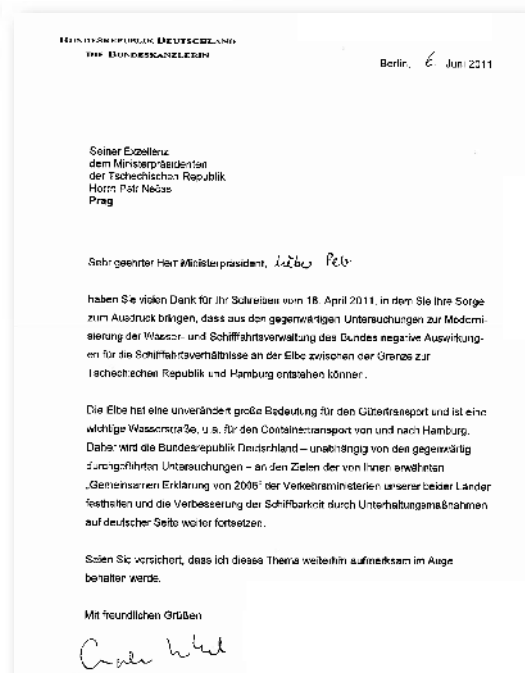 BUNDESREPUBLIK DEUTSCHLAND
DIE BUNDESKANZLERIN
Berlin, 6. Juni 2011
Seiner Exzellenz
dem Ministerpräsidenten
der Tschechischen Republik
Herrn Petr Nečas
Prag
Sehr geehrter Herr Ministerpräsident, lieber Petr
haben Sie vielen Dank für Ihr Schreiben vom 18. April 2011, in dem Sie Ihre Sorge
zum Ausdruck bringen, dass aus den gegenwärtigen Untersuchungen zur Moderni-
sierung der Wasser- und Schifffahrtsverwaltung des Bundes negative Auswirkung-
en für die Schifffahrtsverhältnisse an der Elbe zwischen der Grenze zur
Tschechischen Republik und Hamburg entstehen können.
Die Elbe hat eine unverändert große Bedeutung für den Gütertransport und ist eine
wichtige Wasserstraße, u.a. für den Containertransport von und nach Hamburg.
Daher wird die Bundesrepublik Deutschland – unabhängig von den gegenwärtig
durchgeführten Untersuchungen – an den Zielen der von Ihnen erwähnten
„Gemeinsamen Erklärung von 2006“ der Verkehrsministerien unserer beider Länder
festhalten und die Verbesserung der Schiffbarkeit durch Unterhaltungsmaßnahmen
auf deutscher Seite weiter fortsetzen.
Seien Sie versichert, dass ich dieses Thema weiterhin aufmerksam im Auge
behalten werde.
Mit freundlichen Grüßen